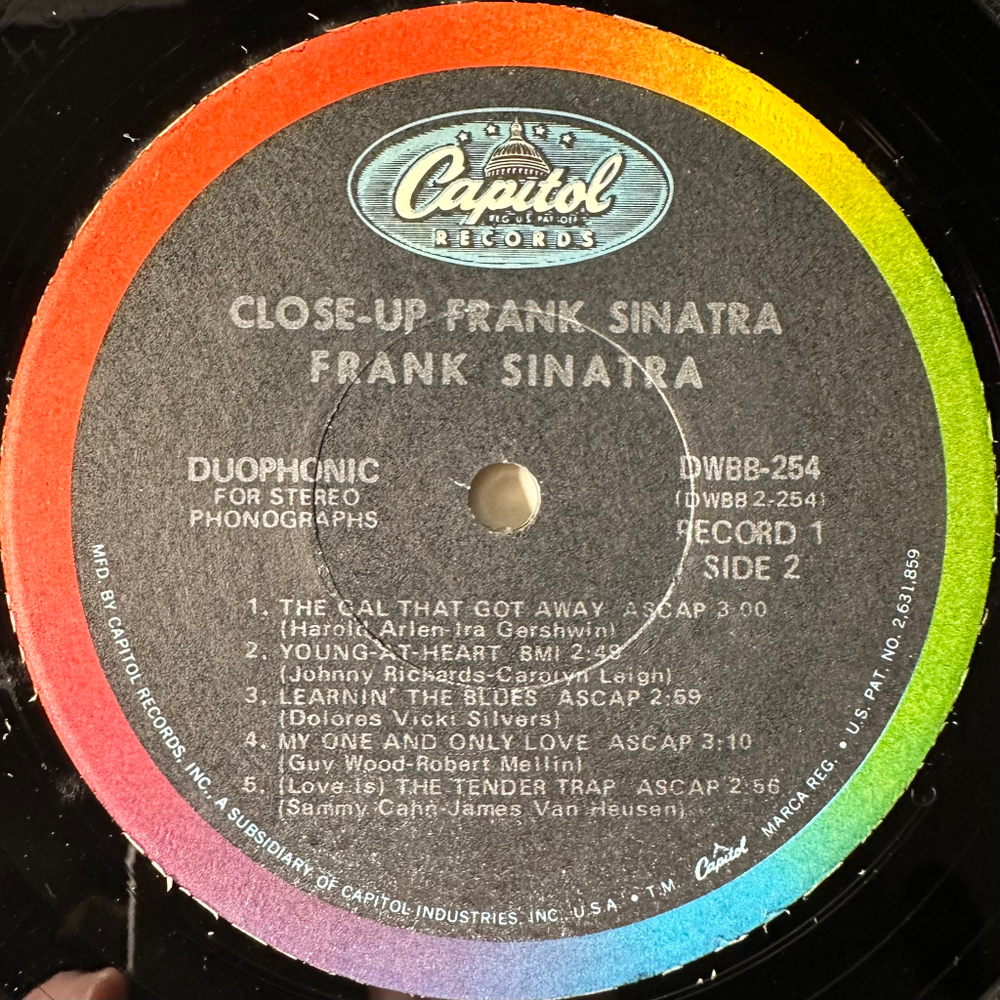 Capitol
REG. U.S. PAT. OFF.
RECORDS
CLOSE-UP FRANK SINATRA
FRANK SINATRA
DUOPHONIC
FOR STEREO
PHONOGRAPHS
DWBB-254
(DWBB 2-254)
RECORD 1
SIDE 2
1. THE GAL THAT GOT AWAY ASCAP 3:00
(Harold Arlen-Ira Gershwin)
2. YOUNG-AT-HEART BMI 2:48
(Johnny Richards-Carolyn Leigh)
3. LEARNIN' THE BLUES ASCAP 2:59
(Dolores Vicki Silvers)
4. MY ONE AND ONLY LOVE ASCAP 3:10
(Guy Wood-Robert Mellin)
5. (Love Is) THE TENDER TRAP ASCAP 2:56
(Sammy Cahn-James Van Heusen)
MFD. BY CAPITOL RECORDS, INC., A SUBSIDIARY OF CAPITOL INDUSTRIES, INC., U.S.A. • T.M. Capitol MARCA REG. • U.S. PAT. NO. 2,631,859